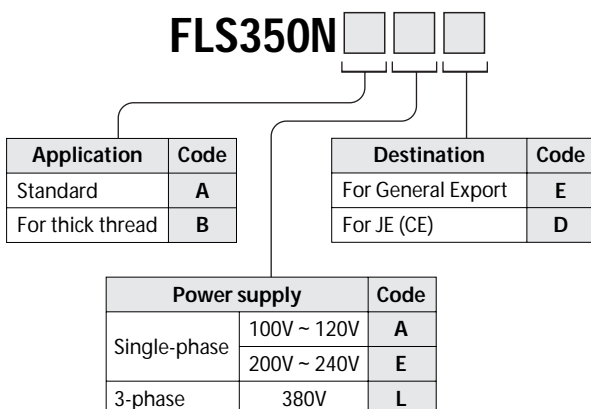 FLS350N
Application Code
Standard A
For thick thread B
Destination Code
For General Export E
For JE (CE) D
Power supply Code
Single-phase 100V ~ 120V A
200V ~ 240V E
3-phase 380V L